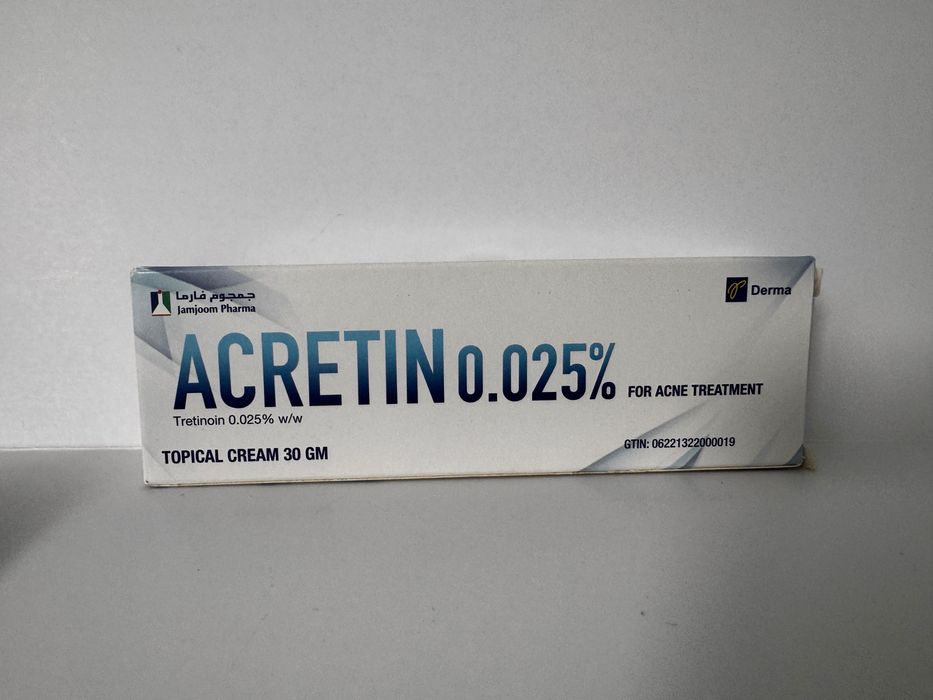 جمجوم فارما
Jamjoom Pharma
Derma
ACRETIN 0.025% FOR ACNE TREATMENT
Tretinoin 0.025% w/w
TOPICAL CREAM 30 GM
GTIN: 06221322000019